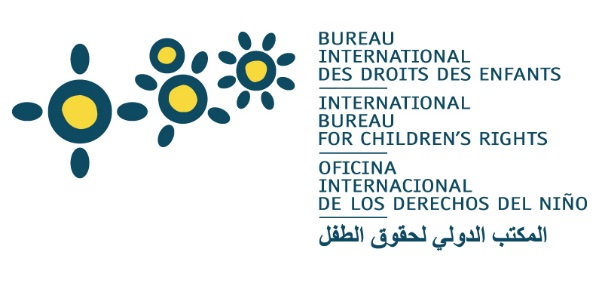 BUREAU
INTERNATIONAL
DES DROITS DES ENFANTS
INTERNATIONAL
BUREAU
FOR CHILDREN'S RIGHTS
OFICINA
INTERNACIONAL
DE LOS DERECHOS DEL NIÑO
المكتب الدولي لحقوق الطفل